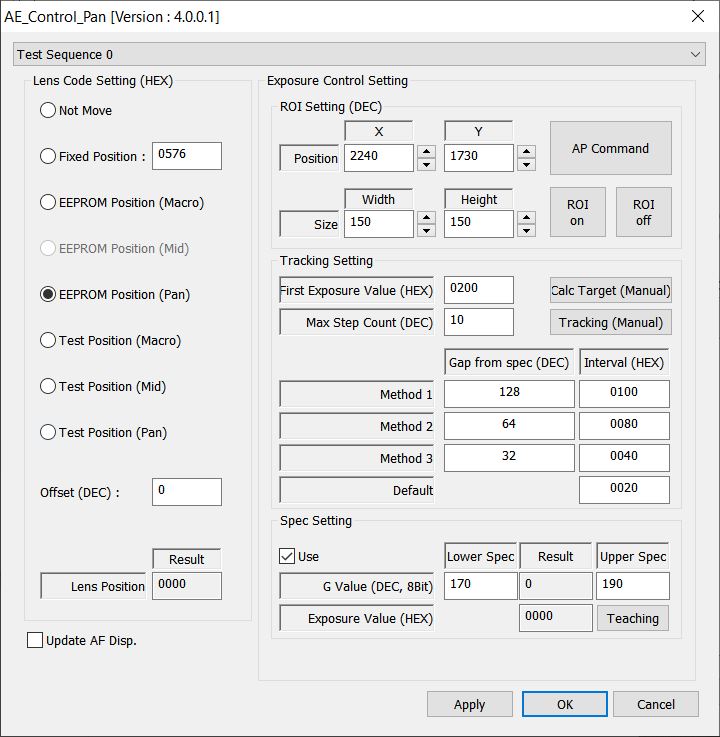 AE_Control_Pan [Version : 4.0.0.1]
Test Sequence 0
Lens Code Setting (HEX)
Not Move
Fixed Position : 0576
EEPROM Position (Macro)
EEPROM Position (Mid)
EEPROM Position (Pan)
Test Position (Macro)
Test Position (Mid)
Test Position (Pan)
Offset (DEC) : 0
Result
Lens Position 0000
Update AF Disp.
Exposure Control Setting
ROI Setting (DEC)
X Y
Position 2240 1730
Width Height
Size 150 150
AP Command
ROI on
ROI off
Tracking Setting
First Exposure Value (HEX) 0200 Calc Target (Manual)
Max Step Count (DEC) 10 Tracking (Manual)
Gap from spec (DEC) Interval (HEX)
Method 1 128 0100
Method 2 64 0080
Method 3 32 0040
Default 0020
Spec Setting
Use Lower Spec Result Upper Spec
G Value (DEC, 8Bit) 170 0 190
Exposure Value (HEX) 0000 Teaching
Apply OK Cancel